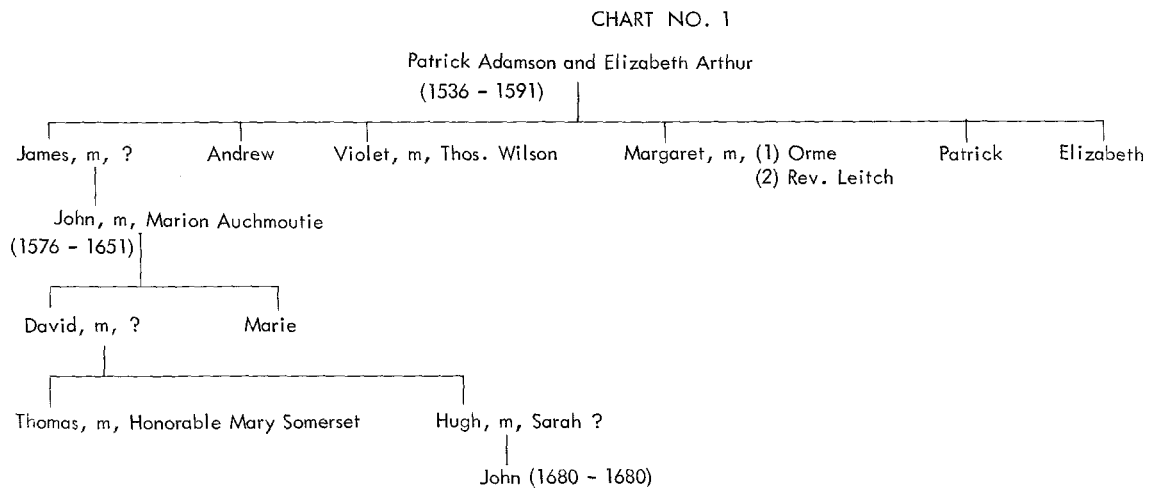 CHART NO. 1
Patrick Adamson and Elizabeth Arthur
(1536 - 1591)
James, m, ? Andrew Violet, m, Thos. Wilson Margaret, m, (1) Orme Patrick Elizabeth
(2) Rev. Leitch
John, m, Marion Auchmoutie
(1576 - 1651)
David, m, ? Marie
Thomas, m, Honorable Mary Somerset Hugh, m, Sarah ?
John (1680 - 1680)